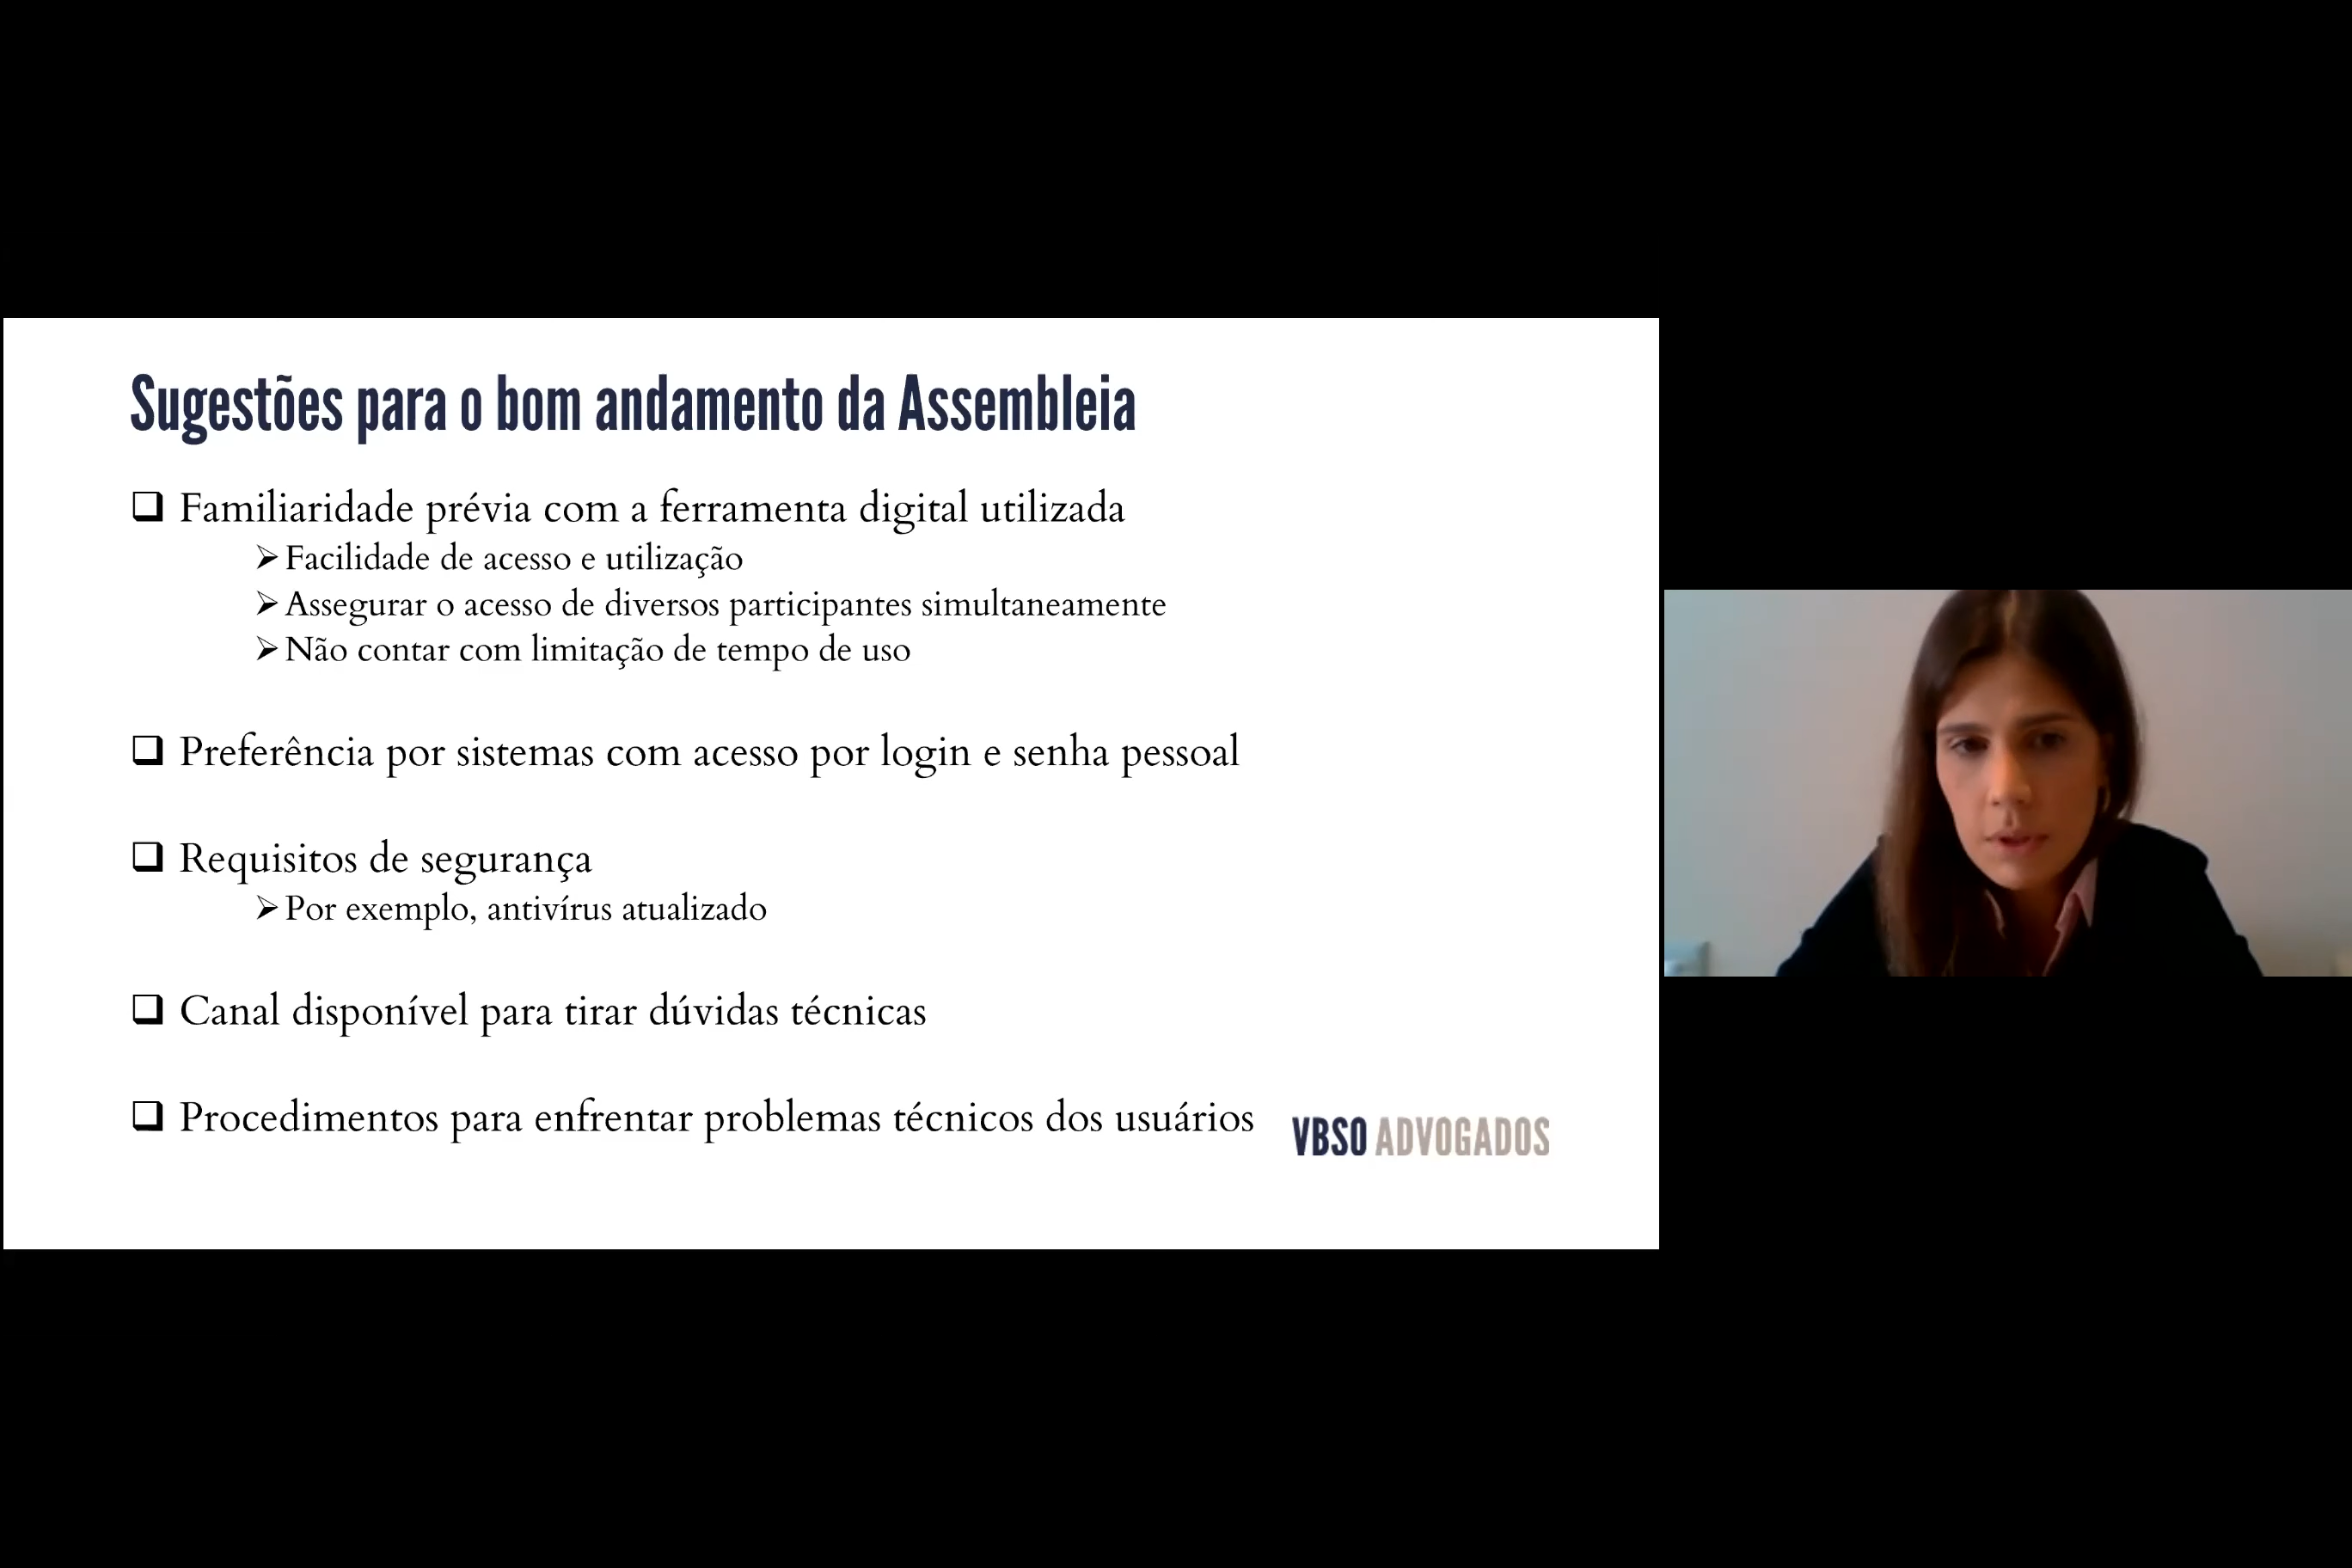 Sugestões para o bom andamento da Assembleia
Familiaridade prévia com a ferramenta digital utilizada
Facilidade de acesso e utilização
Assegurar o acesso de diversos participantes simultaneamente
Não contar com limitação de tempo de uso
Preferência por sistemas com acesso por login e senha pessoal
Requisitos de segurança
Por exemplo, antivírus atualizado
Canal disponível para tirar dúvidas técnicas
Procedimentos para enfrentar problemas técnicos dos usuários
VBSO ADVOGADOS